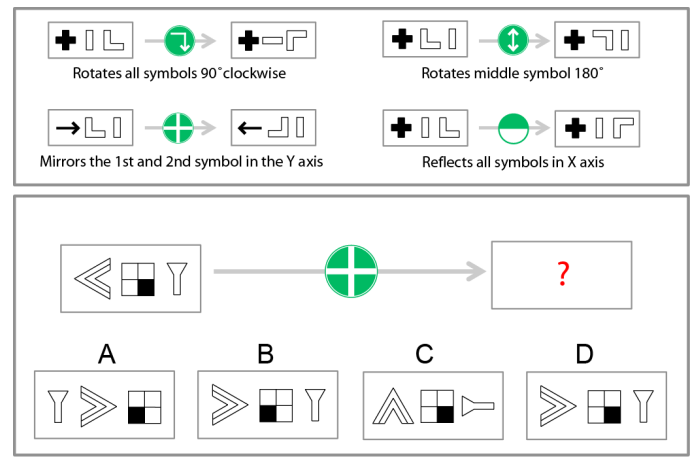 Rotates all symbols 90˚clockwise
Rotates middle symbol 180˚
Mirrors the 1st and 2nd symbol in the Y axis
Reflects all symbols in X axis
?
A
B
C
D